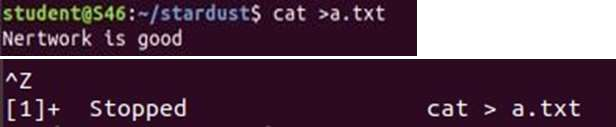 student@S46:~/stardust$ cat >a.txt
Nertwork is good
^Z
[1]+  Stopped                 cat > a.txt